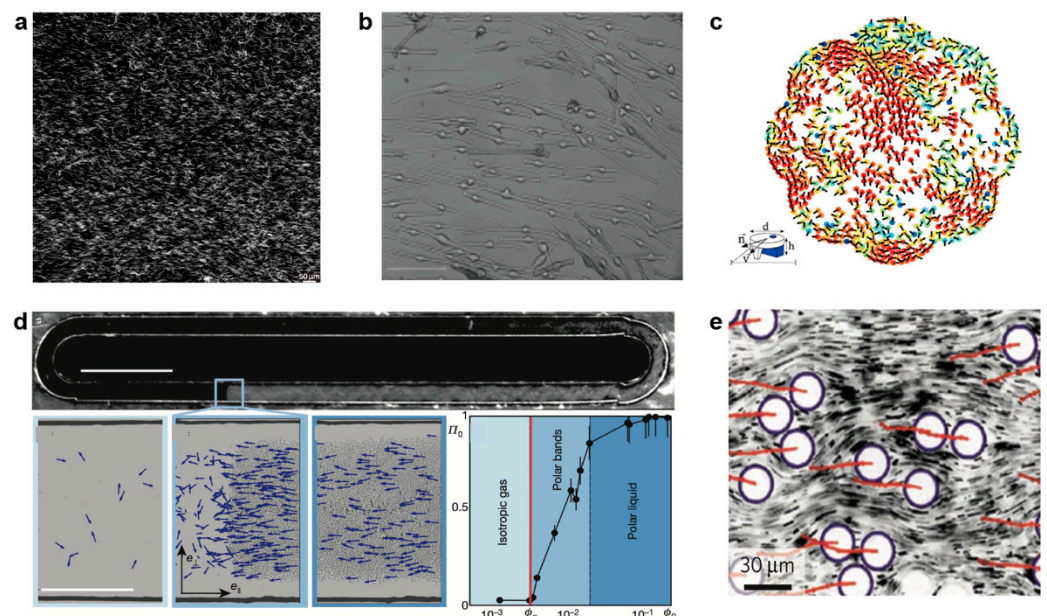 a
50 μm
b
c
d
n
h
v
d
a
e⊥
e∥
Π₀
1
0.5
0
Isotropic gas
Polar bands
Polar liquid
10⁻³
ϕc
10⁻²
10⁻¹
ϕ₀
e
30 μm